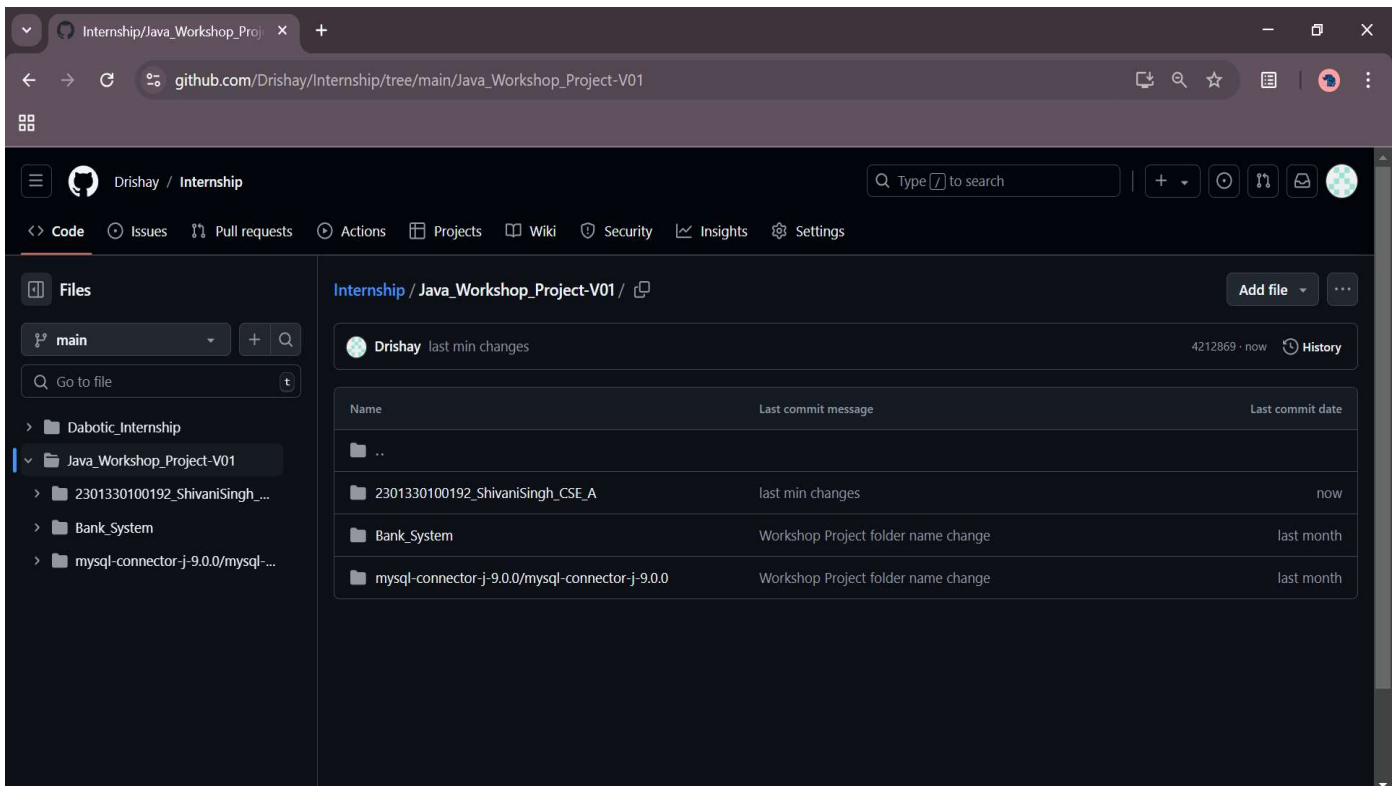 Internship/Java_Workshop_Proj
github.com/Drishay/Internship/tree/main/Java_Workshop_Project-V01
Drishay / Internship
Type / to search
Code Issues Pull requests Actions Projects Wiki Security Insights Settings
Files
main
Go to file t
Dabotic_Internship
Java_Workshop_Project-V01
2301330100192_ShivaniSingh_...
Bank_System
mysql-connector-j-9.0.0/mysql-...
Internship / Java_Workshop_Project-V01 /
Add file
Drishay last min changes 4212869 · now History
Name Last commit message Last commit date
..
2301330100192_ShivaniSingh_CSE_A last min changes now
Bank_System Workshop Project folder name change last month
mysql-connector-j-9.0.0/mysql-connector-j-9.0.0 Workshop Project folder name change last month